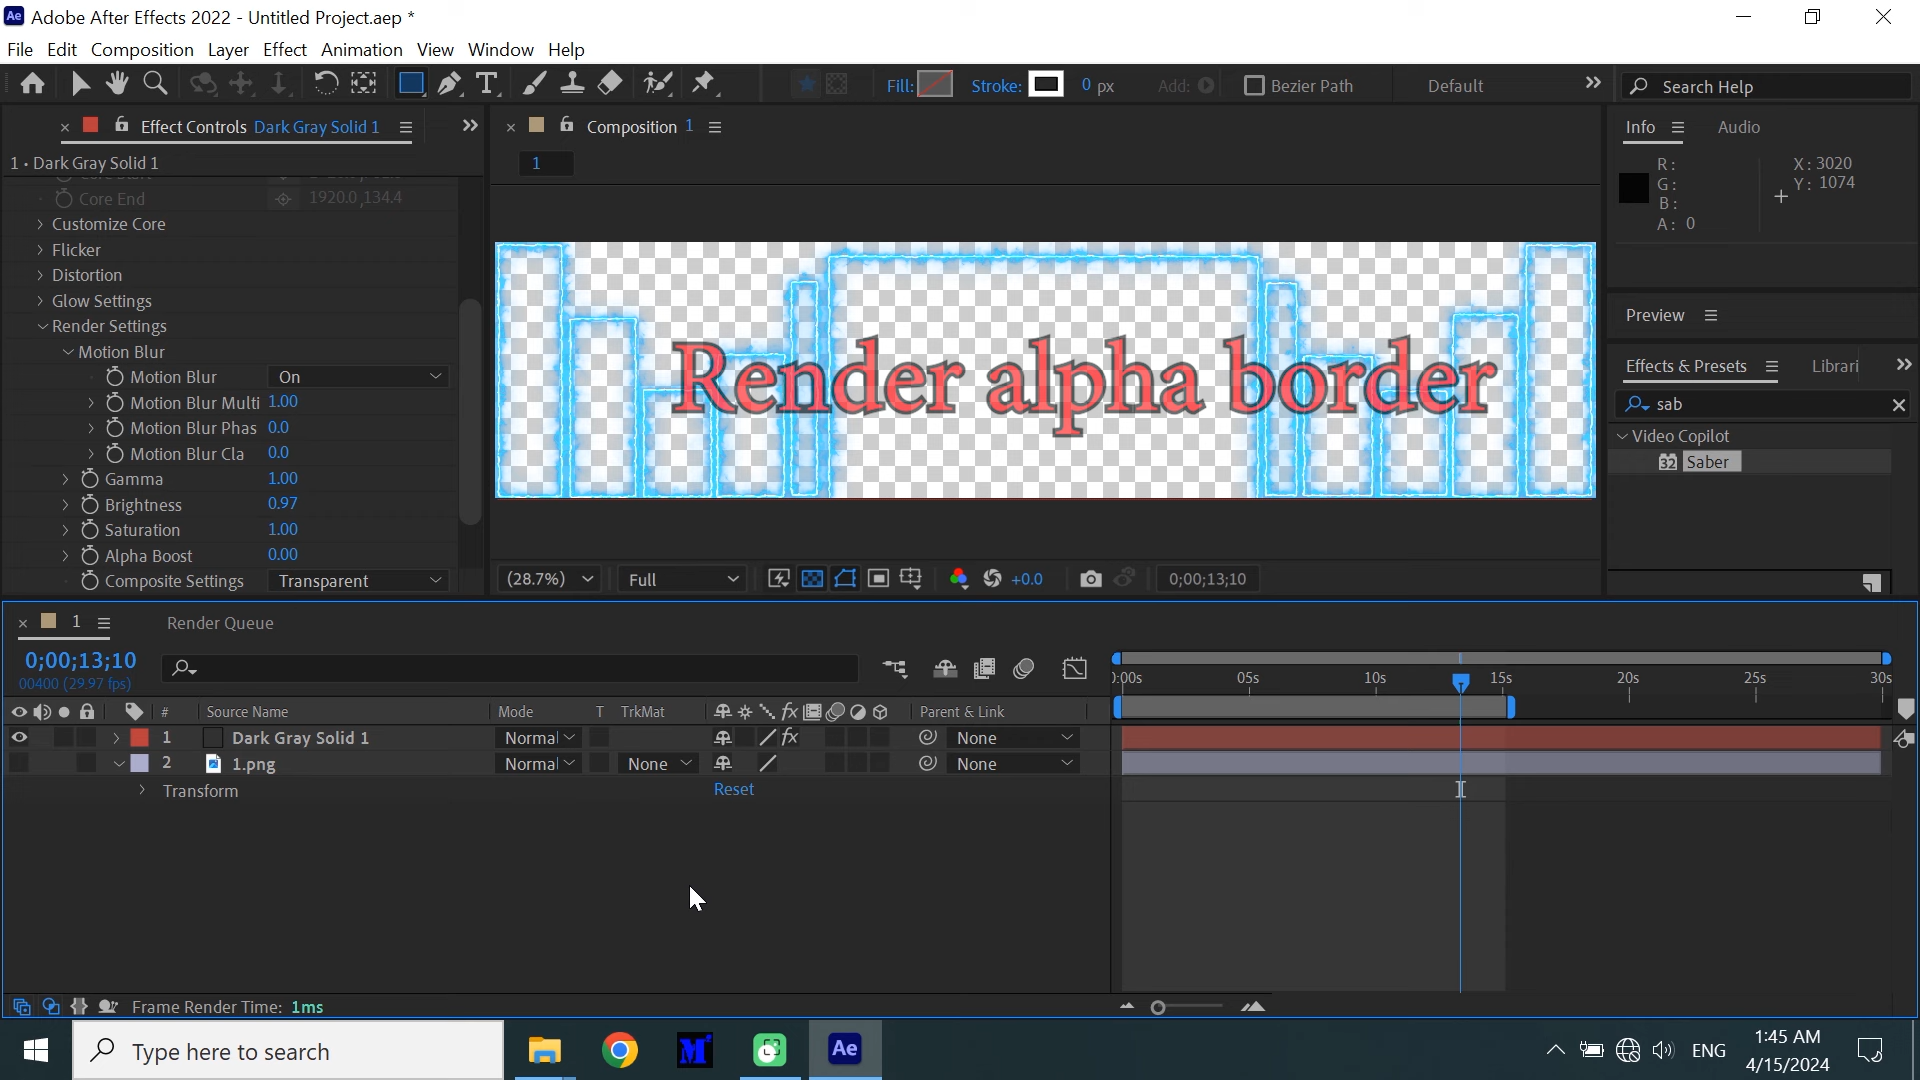 Ae Adobe After Effects 2022 - Untitled Project.aep *
File Edit Composition Layer Effect Animation View Window Help
Fill: Stroke: 0 px Add: Bezier Path Default Search Help
Effect Controls Dark Gray Solid 1
Composition 1
Info Audio
1 • Dark Gray Solid 1
1
R: X: 3020
G: Y: 1074
B:
A: 0
Core End 1920.0, 134.4
Customize Core
Flicker
Distortion
Glow Settings
Render Settings
Motion Blur
Motion Blur On
Motion Blur Multi 1.00
Motion Blur Phas 0.0
Motion Blur Cla 0.0
Gamma 1.00
Brightness 0.97
Saturation 1.00
Alpha Boost 0.00
Composite Settings Transparent
Render alpha border
Preview
Effects & Presets Librari
sab
Video Copilot
32 Saber
(28.7%) Full +0.0 0;00;13;10
1 Render Queue
0;00;13;10
00400 (29.97 fps)
):00s 05s 10s 15s 20s 25s 30s
# Source Name Mode T TrkMat fx Parent & Link
1 Dark Gray Solid 1 Normal fx None
2 1.png Normal None None
Transform Reset
Frame Render Time: 1ms
Type here to search
M
Ae
ENG
1:45 AM
4/15/2024